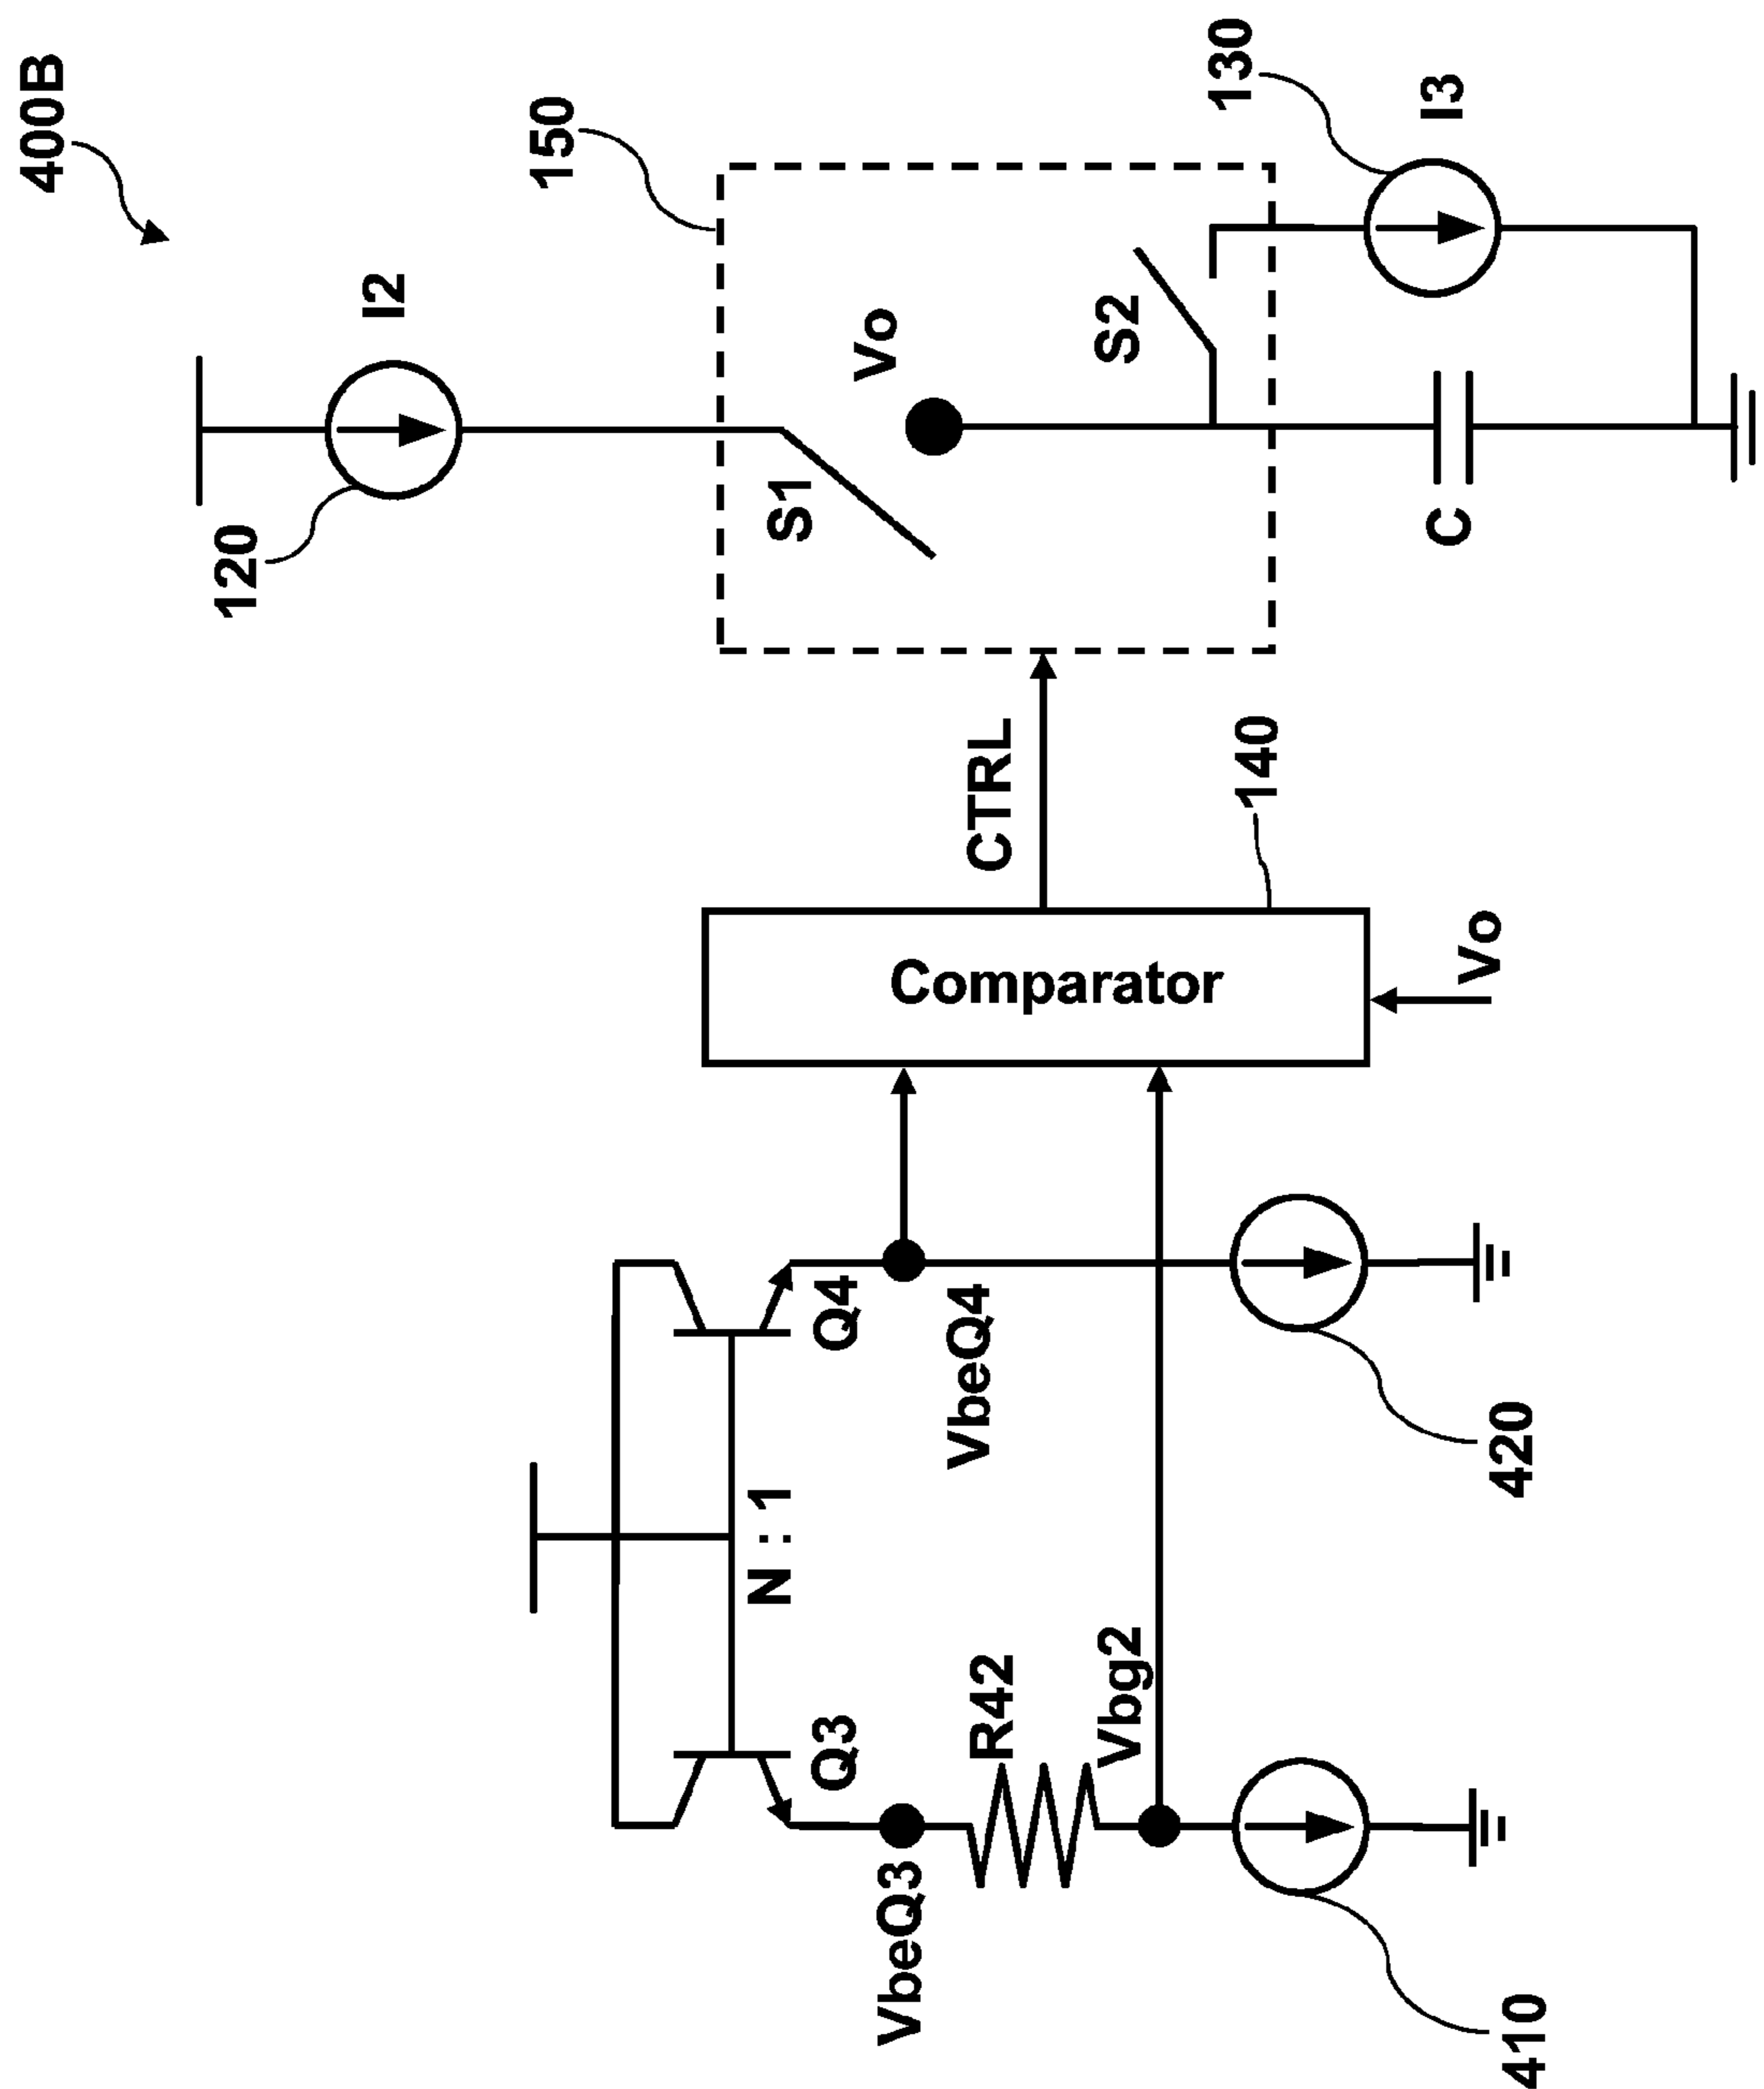 400B
I2
120
150
Vo
S1
S2
130
I3
C
CTRL
140
Comparator
Vo
N : 1
Q3
Q4
VbeQ3
VbeQ4
R42
Vbg2
410
420